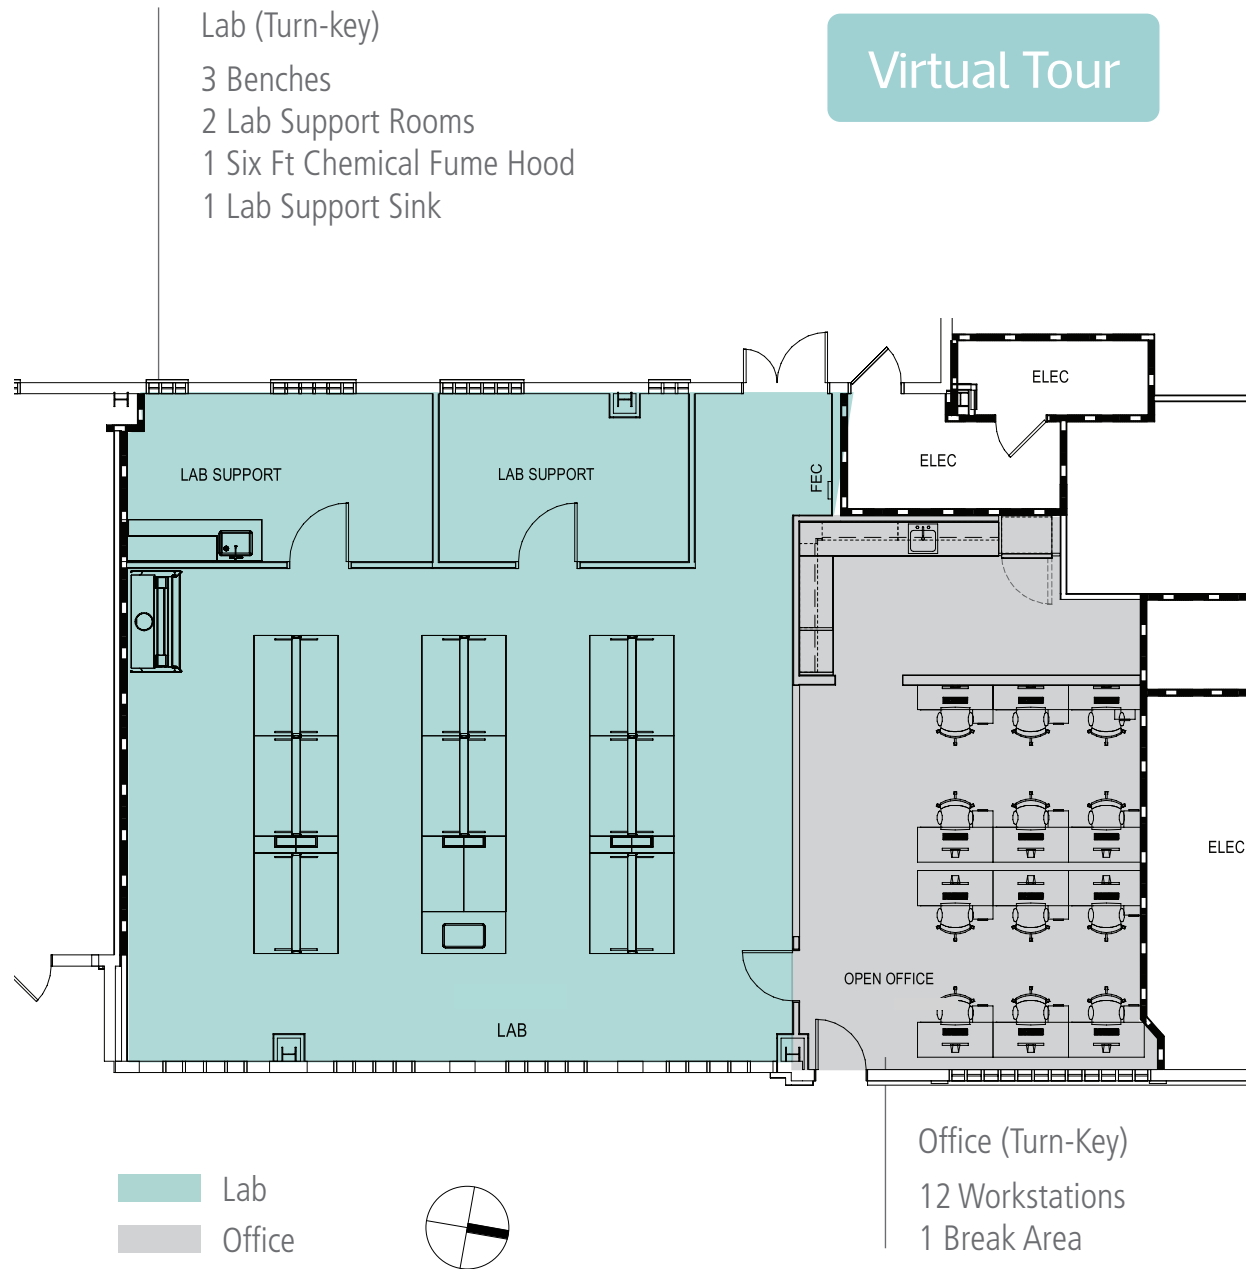 Lab (Turn-key)
3 Benches
2 Lab Support Rooms
1 Six Ft Chemical Fume Hood
1 Lab Support Sink
Virtual Tour
ELEC
ELEC
LAB SUPPORT
LAB SUPPORT
FEC
ELEC
OPEN OFFICE
LAB
Office (Turn-Key)
12 Workstations
1 Break Area
Lab
Office